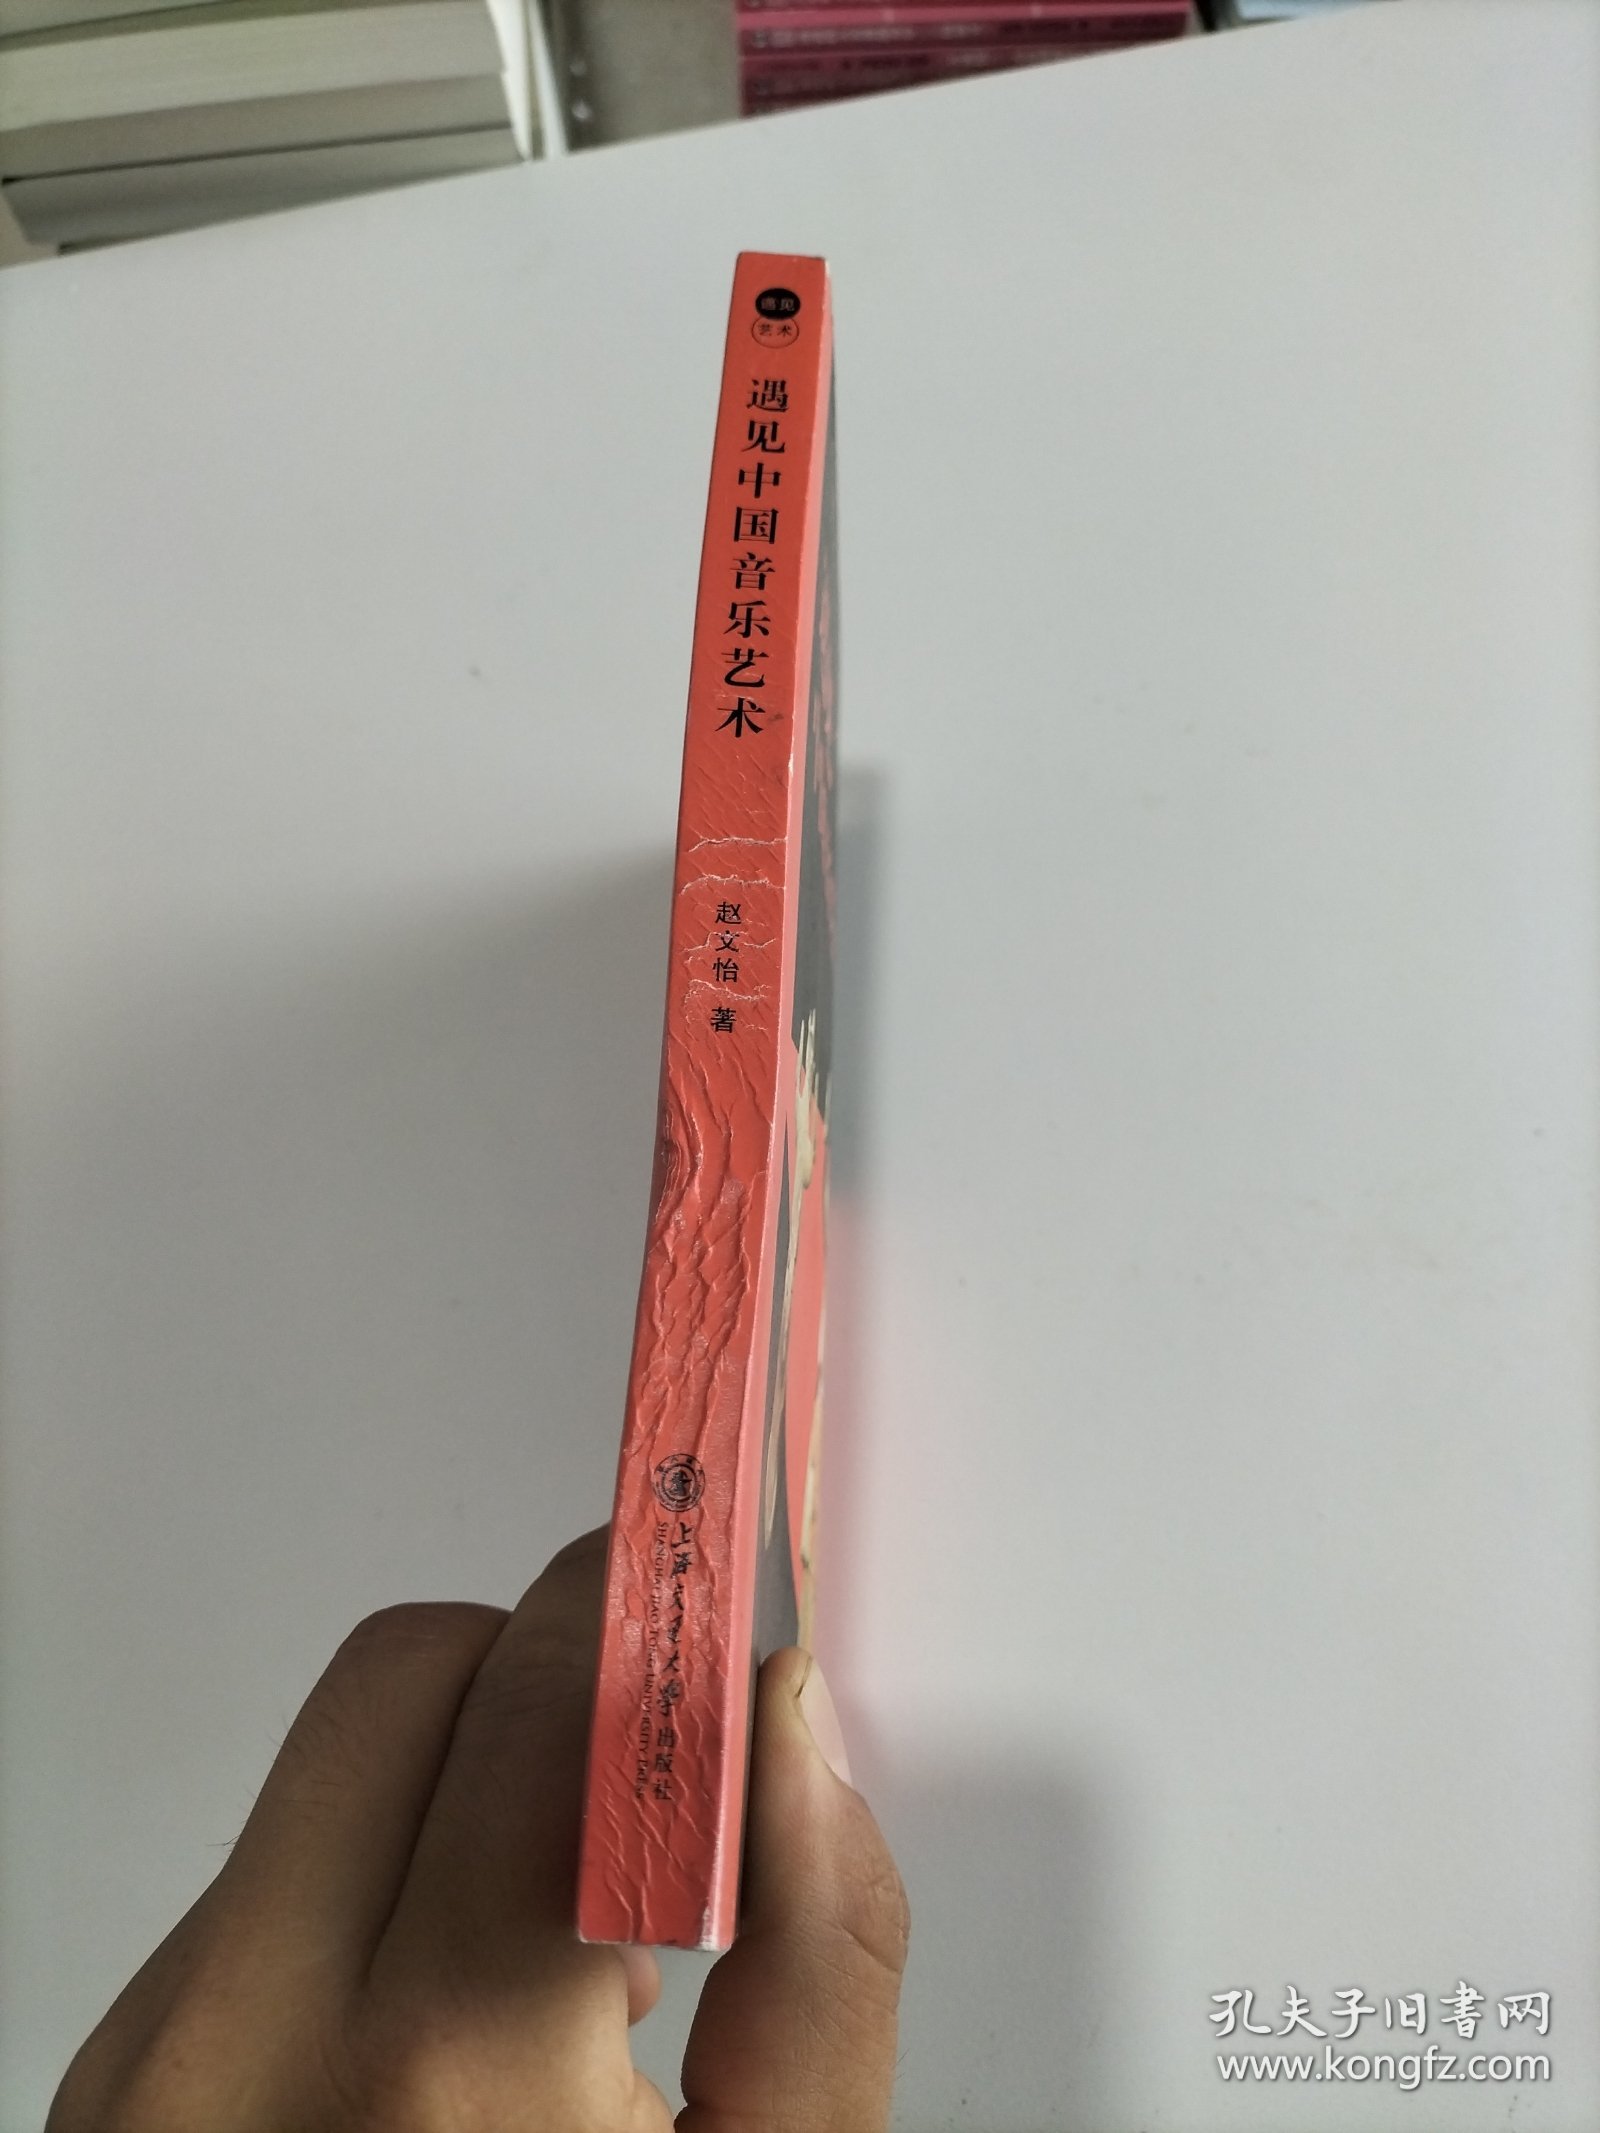 遇见
艺术
遇见中国音乐艺术
赵文怡 著
上海交通大学出版社
SHANGHAI JIAO TONG UNIVERSITY PRESS
孔夫子旧书网
www.kongfz.com